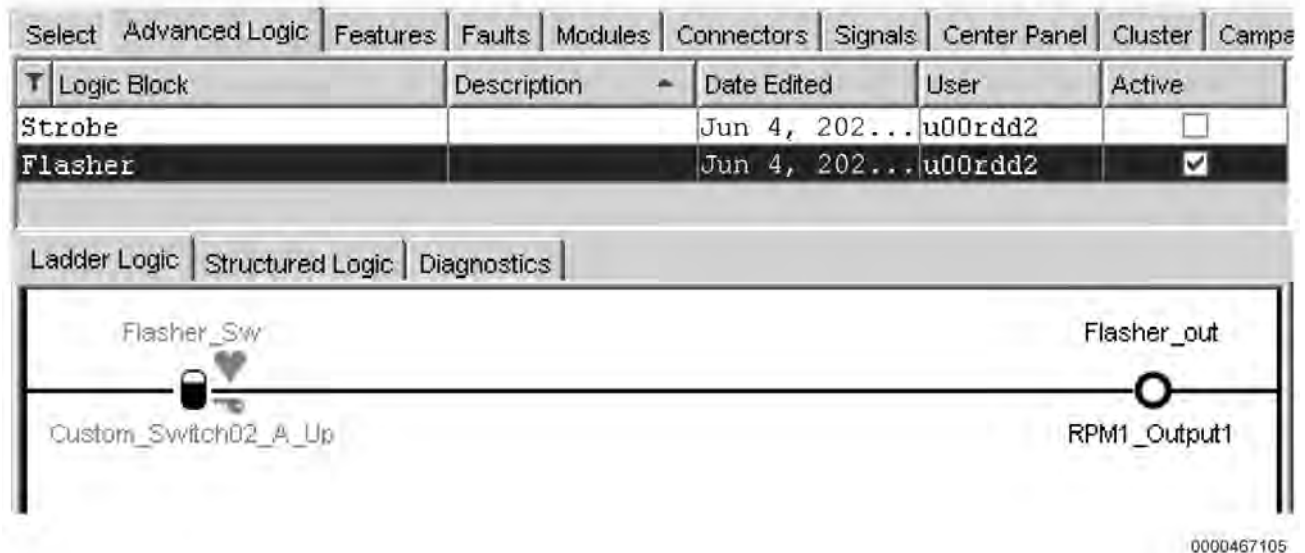 Select Advanced Logic Features Faults Modules Connectors Signals Center Panel Cluster Campa
Logic Block Description Date Edited User Active
Strobe Jun 4, 202... u00rdd2
Flasher Jun 4, 202... u00rdd2
Ladder Logic Structured Logic Diagnostics
Flasher_Sw Flasher_out
Custom_Switch02_A_Up RPM1_Output1
0000467105